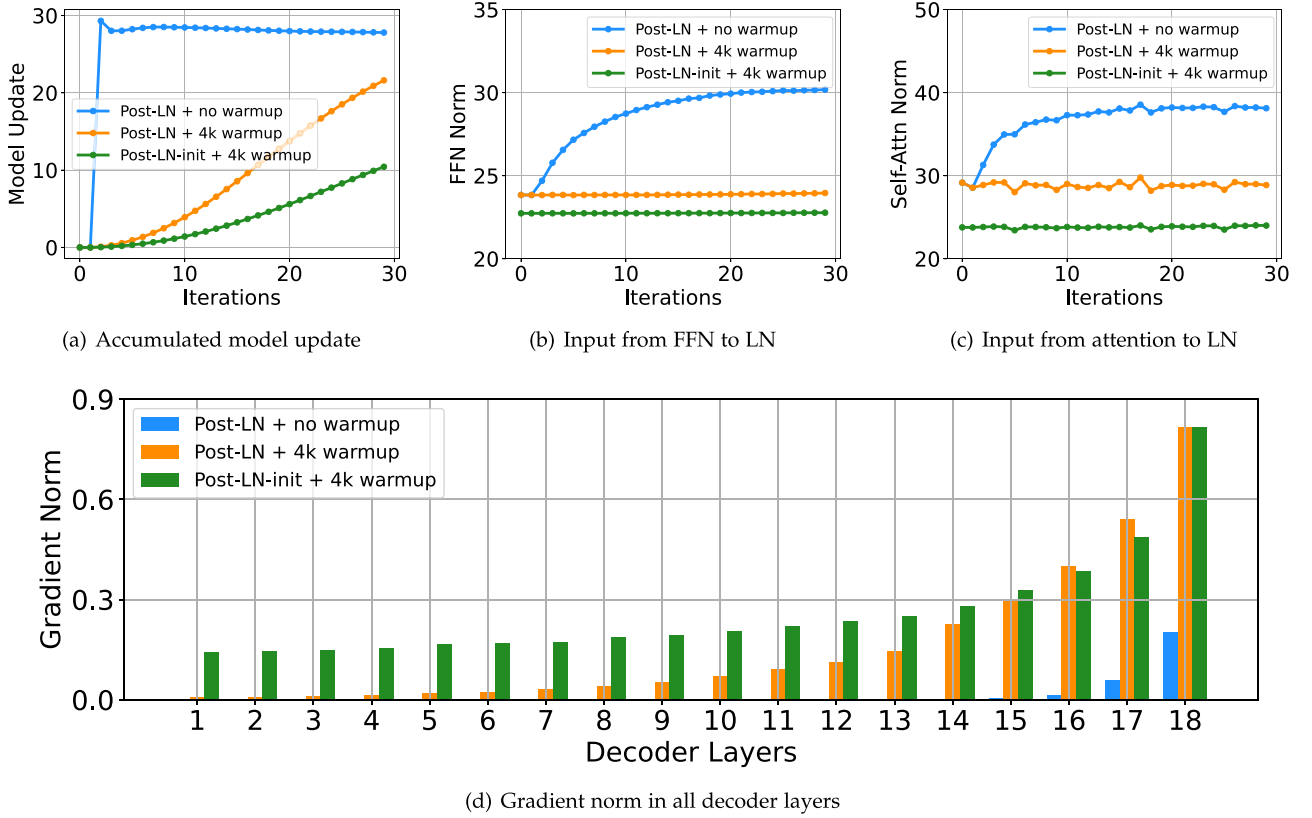 30
20
10
0
Model Update
Post-LN + no warmup
Post-LN + 4k warmup
Post-LN-init + 4k warmup
0 10 20 30
Iterations
(a) Accumulated model update
35
30
25
20
FFN Norm
Post-LN + no warmup
Post-LN + 4k warmup
Post-LN-init + 4k warmup
0 10 20 30
Iterations
(b) Input from FFN to LN
50
40
30
20
Self-Attn Norm
Post-LN + no warmup
Post-LN + 4k warmup
Post-LN-init + 4k warmup
0 10 20 30
Iterations
(c) Input from attention to LN
0.9
0.6
0.3
0.0
Gradient Norm
Post-LN + no warmup
Post-LN + 4k warmup
Post-LN-init + 4k warmup
1 2 3 4 5 6 7 8 9 10 11 12 13 14 15 16 17 18
Decoder Layers
(d) Gradient norm in all decoder layers